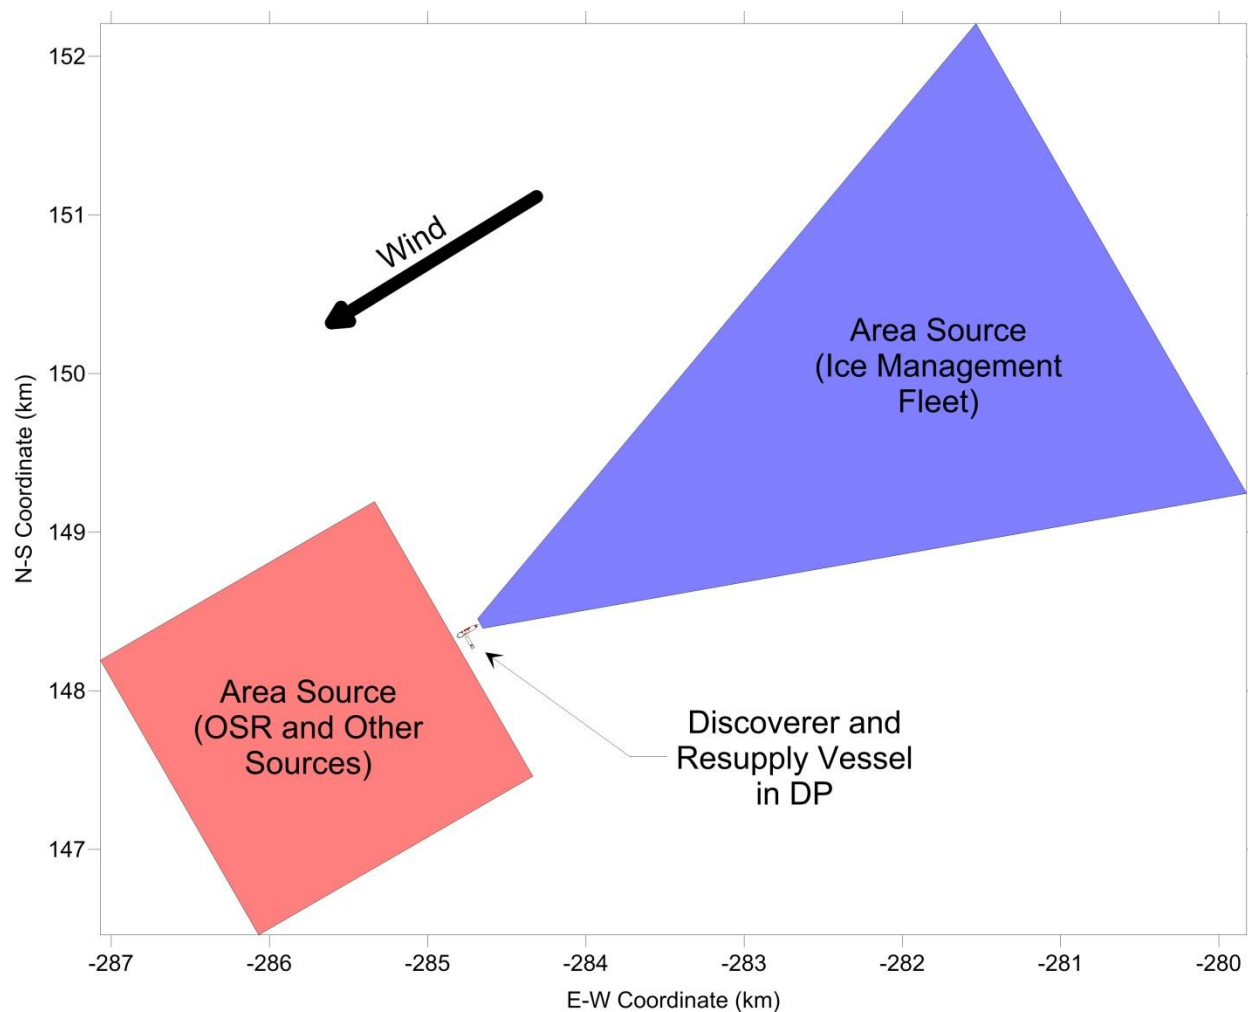 152
151
150
149
148
147
N-S Coordinate (km)
Wind
Area Source
(Ice Management
Fleet)
Area Source
(OSR and Other
Sources)
Discoverer and
Resupply Vessel
in DP
-287
-286
-285
-284
-283
-282
-281
-280
E-W Coordinate (km)